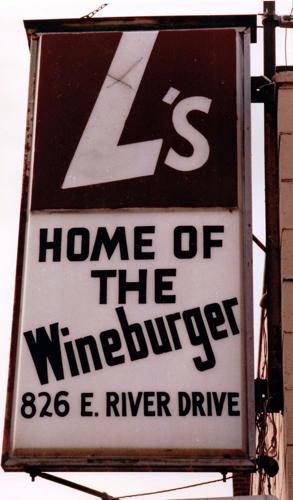 L's
HOME OF
THE
Wineburger
826 E. RIVER DRIVE